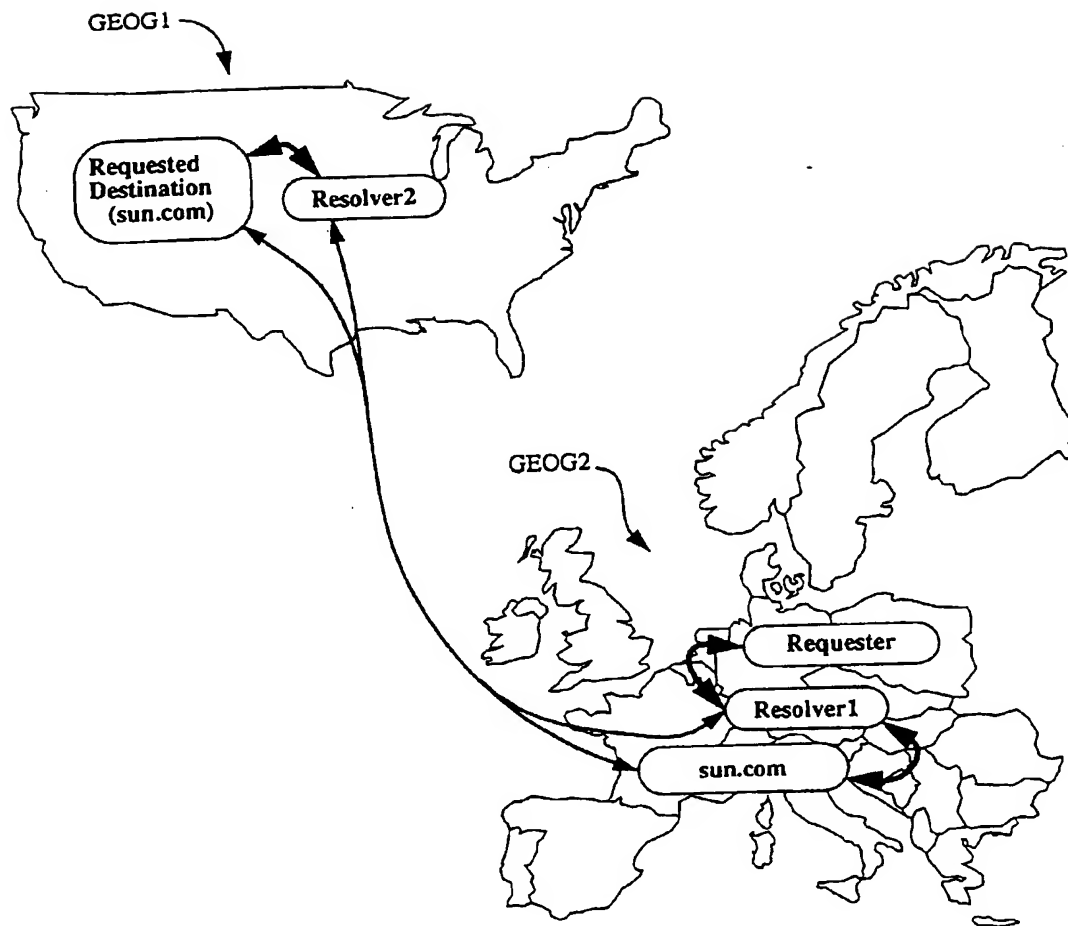 GEOG1
Requested
Destination
(sun.com)
Resolver2
GEOG2
Requester
Resolver1
sun.com